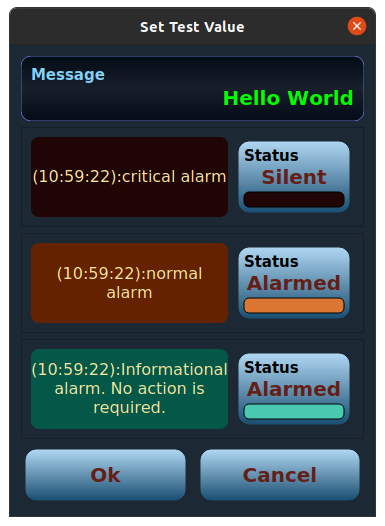 Set Test Value
Message
Hello World
(10:59:22):critical alarm
Status
Silent
(10:59:22):normal
alarm
Status
Alarmed
(10:59:22):Informational
alarm. No action is
required.
Status
Alarmed
Ok
Cancel